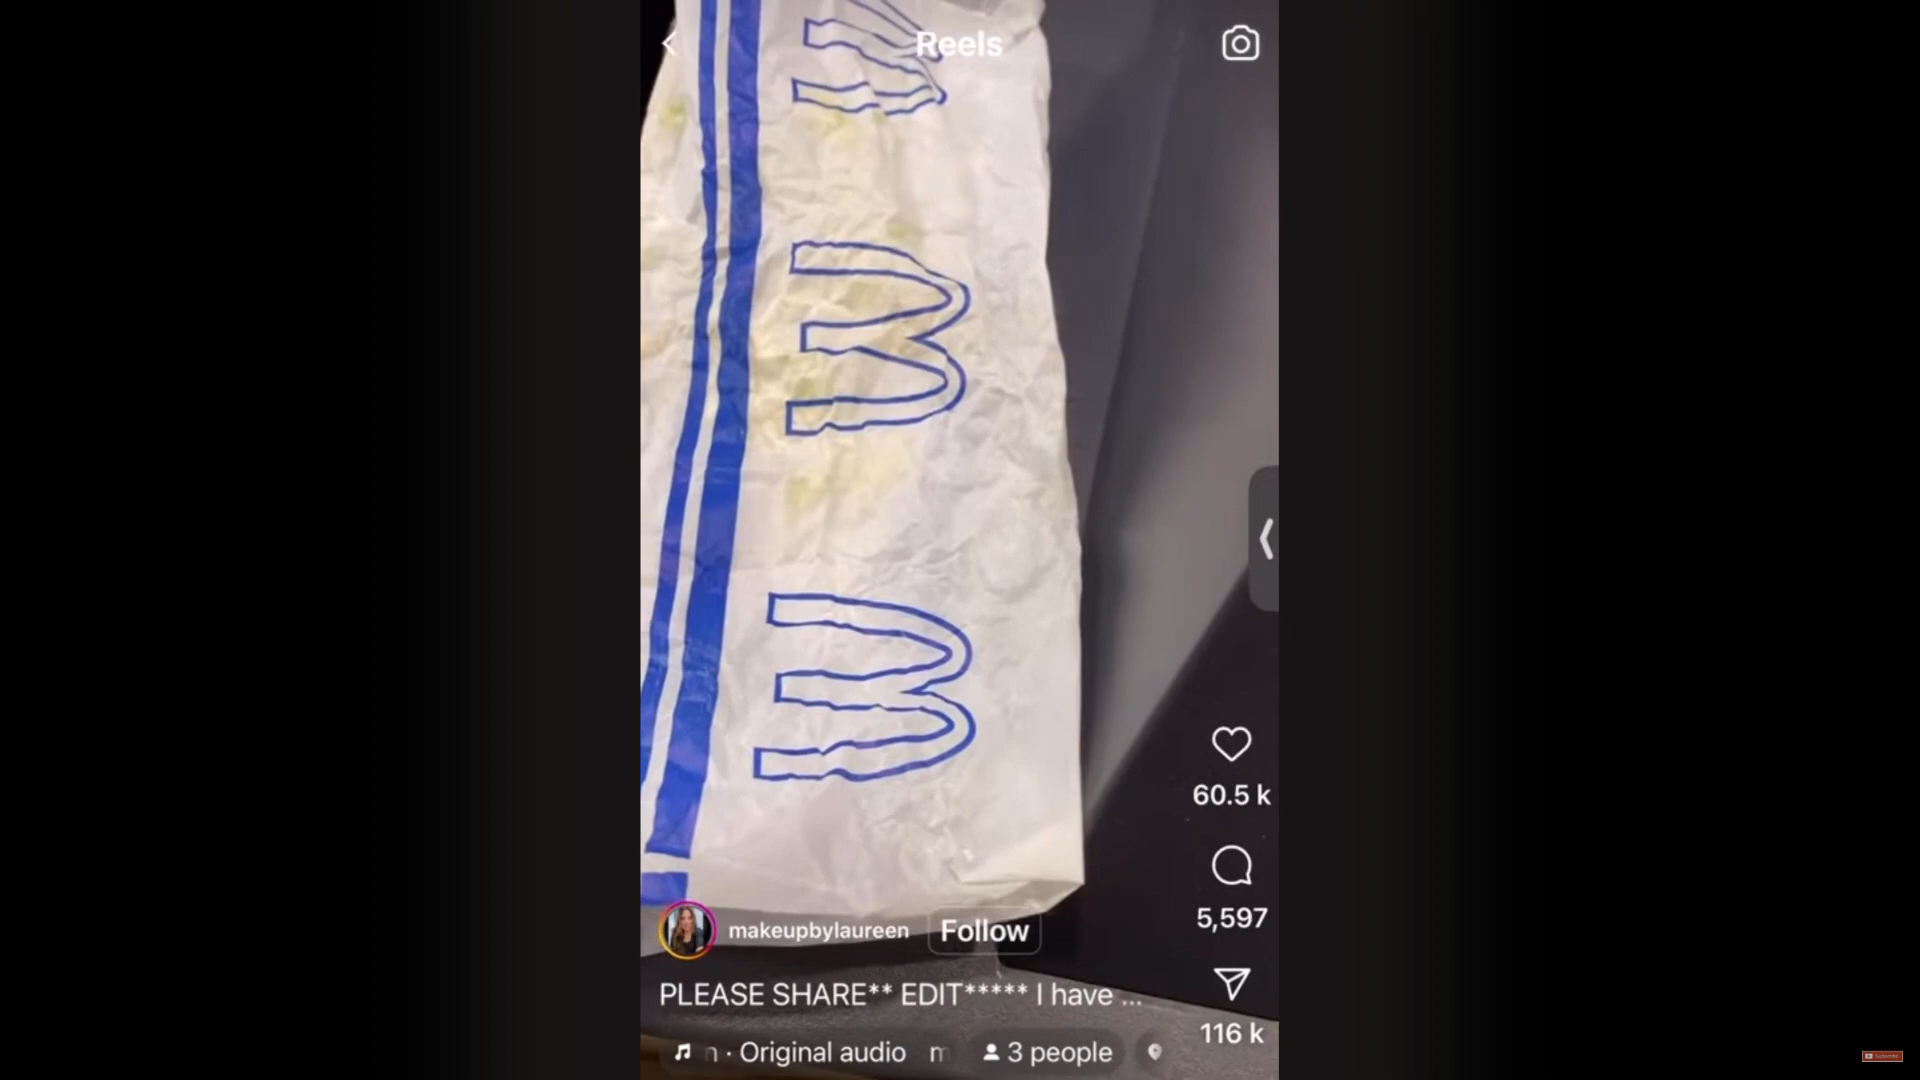 Reels
60.5 k
5,597
makeupbylaureen
Follow
PLEASE SHARE** EDIT***** I have ...
116 k
n · Original audio m
3 people